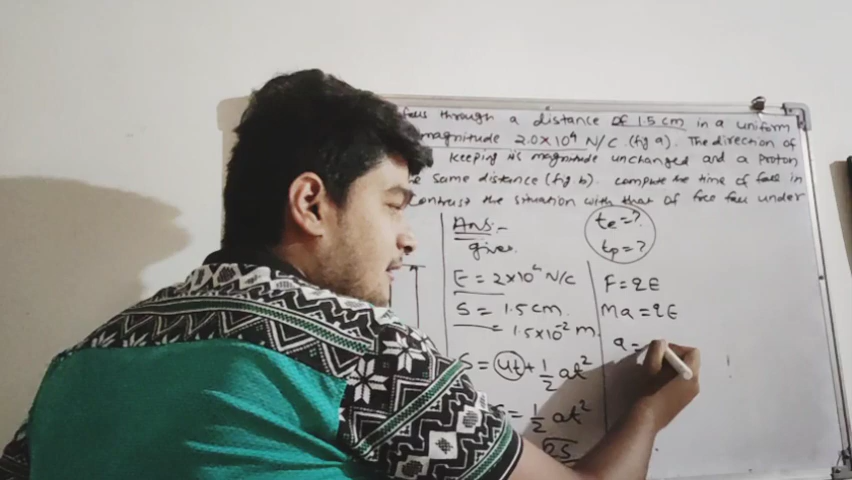 falls through a distance of 1.5 cm in a uniform
magnitude 2.0×10⁴ N/C (fig a). The direction of
keeping its magnitude unchanged and a proton
same distance (fig b). compute the time of fall in
Contrast the situation with that of free fall under
Ans:-
given
te=?
tp=?
E = 2×10⁴ N/C
S = 1.5 cm.
= 1.5×10⁻² m.
S = ut + 1/2 at²
= 1/2 at²
2S
F = qE
Ma = qE
a =